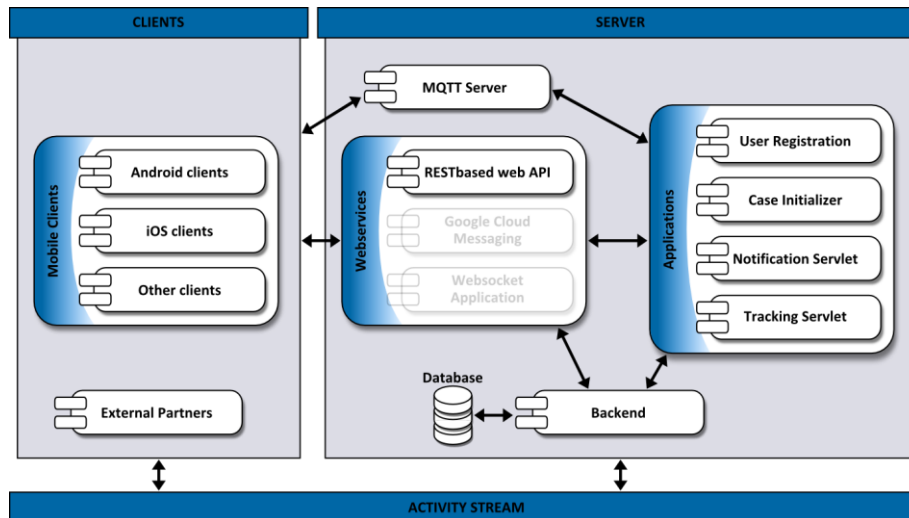 CLIENTS
SERVER
MQTT Server
Mobile Clients
Android clients
iOS clients
Other clients
External Partners
Webservices
RESTbased web API
Google Cloud
Messaging
Websocket
Application
Applications
User Registration
Case Initializer
Notification Servlet
Tracking Servlet
Database
Backend
ACTIVITY STREAM